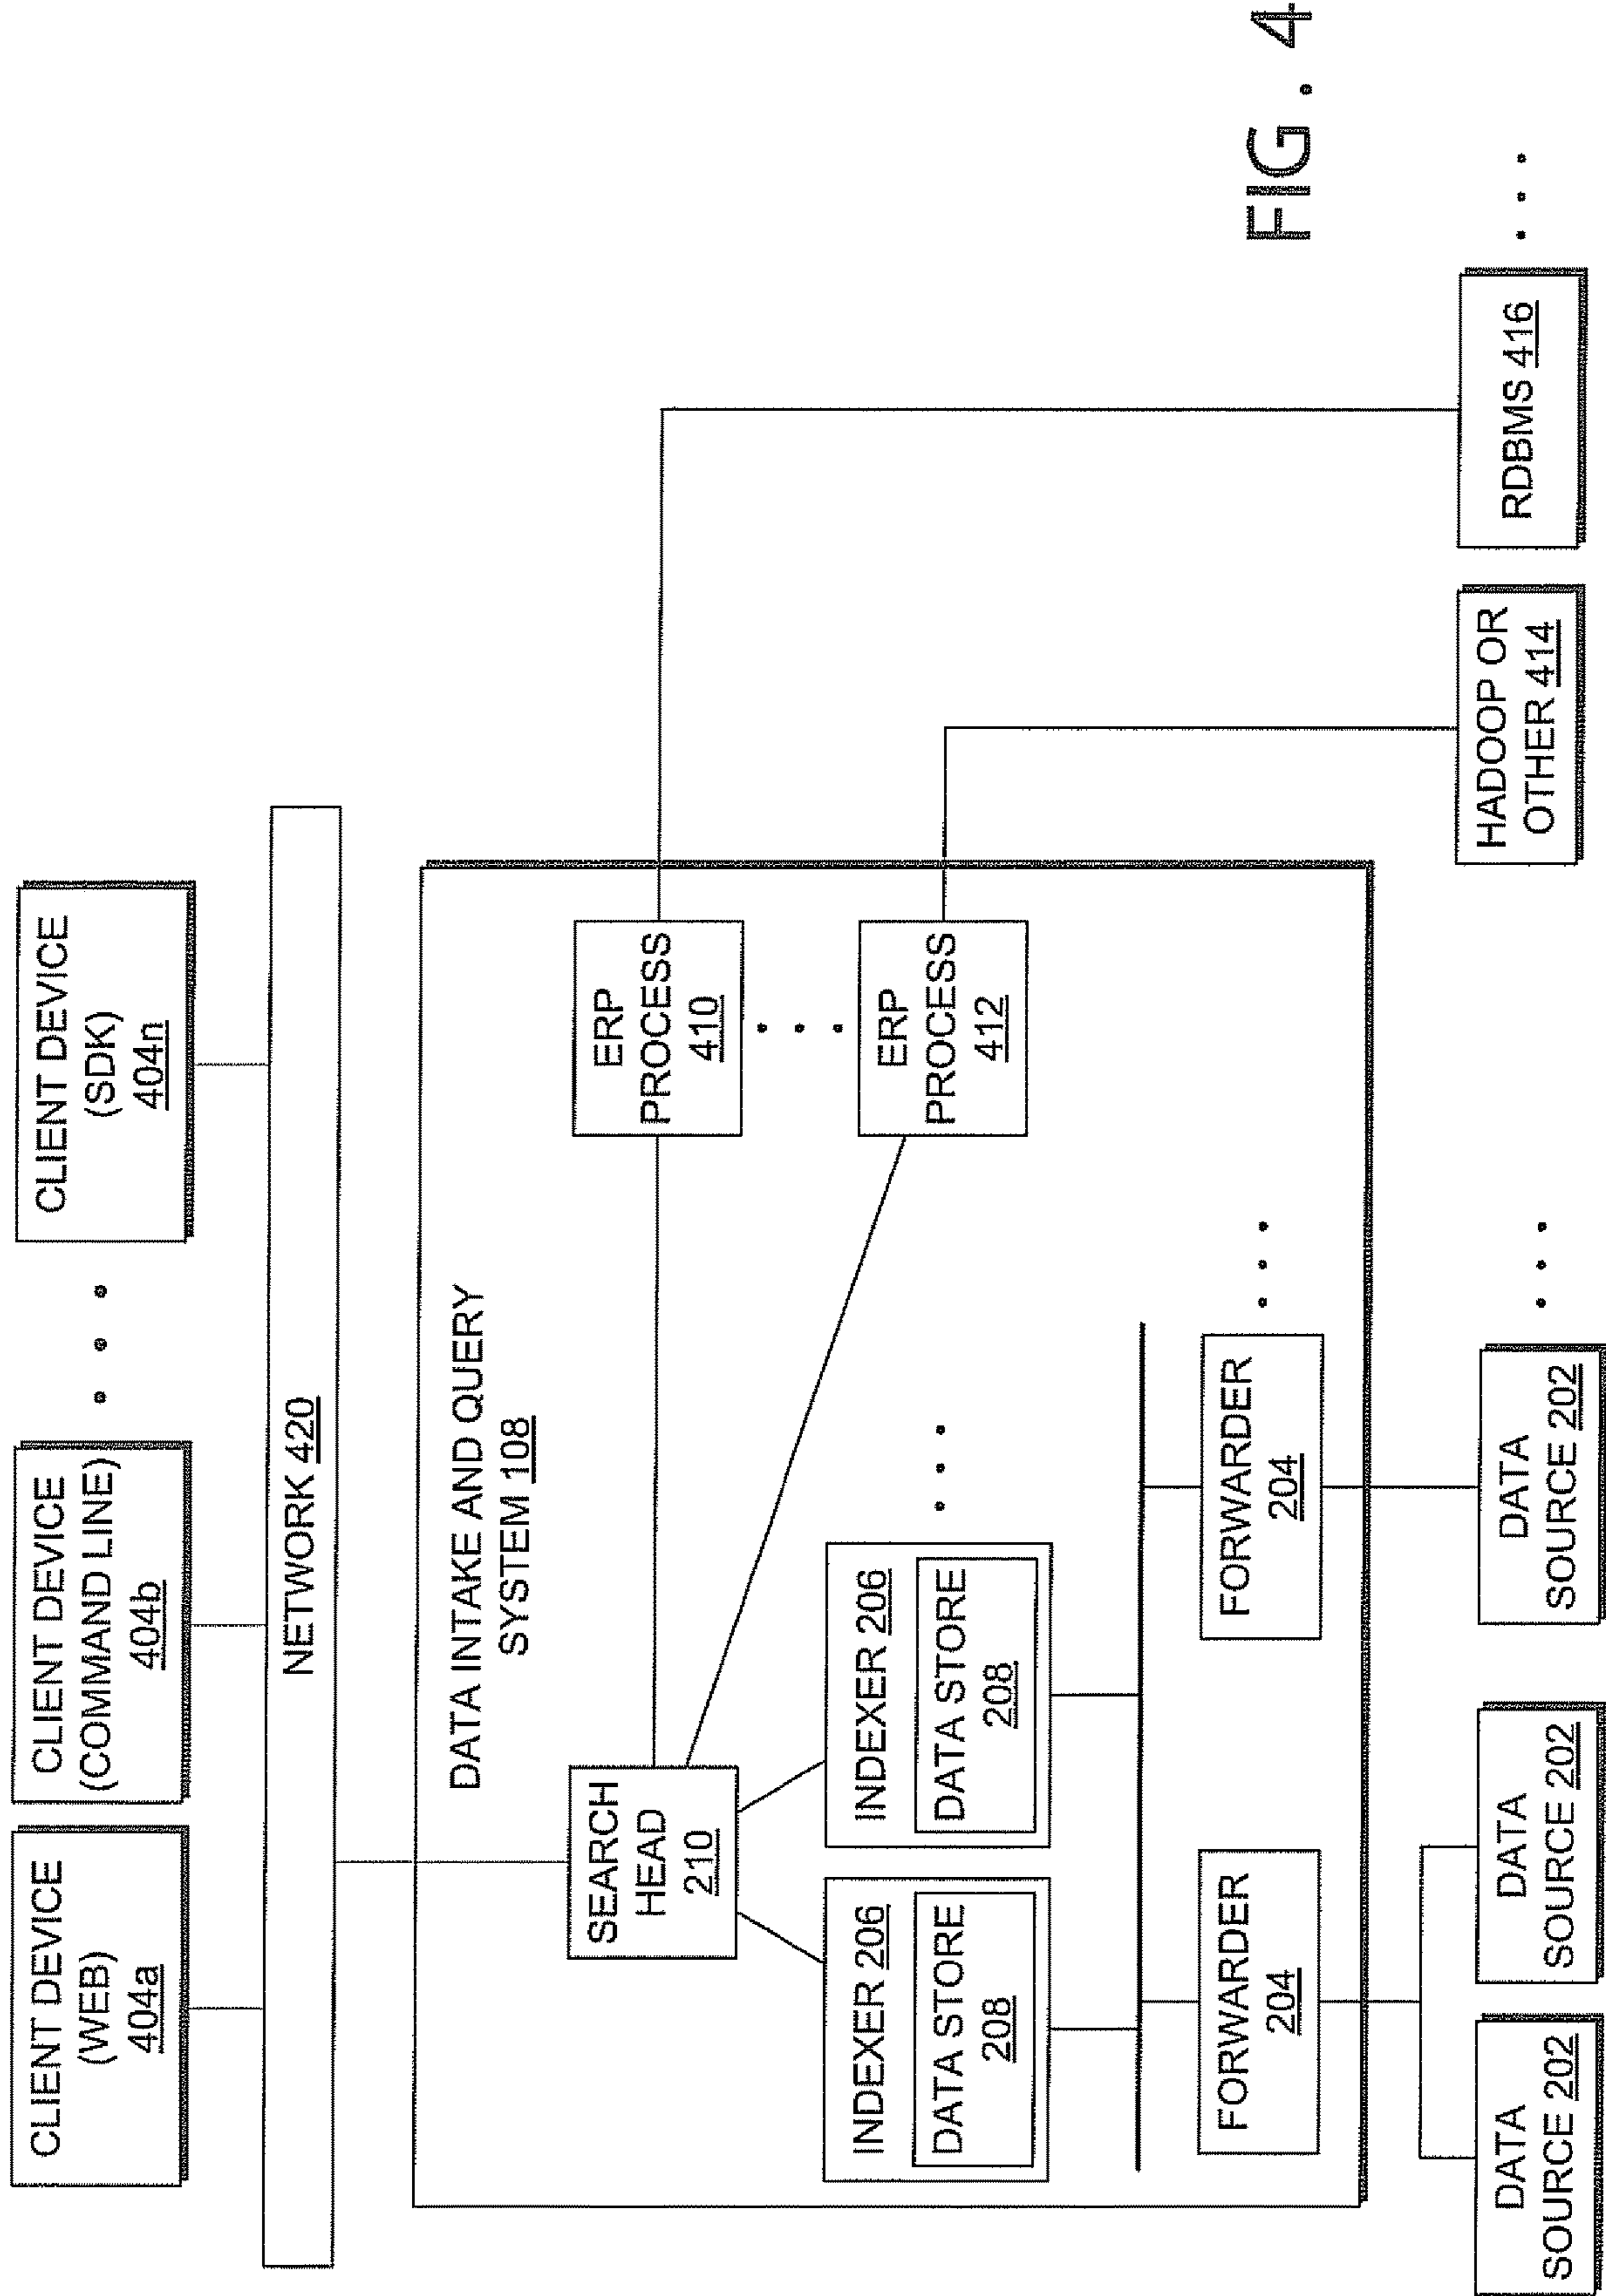 CLIENT DEVICE
(WEB)
404a
CLIENT DEVICE
(COMMAND LINE)
404b
CLIENT DEVICE
(SDK)
404n
NETWORK 420
DATA INTAKE AND QUERY
SYSTEM 108
SEARCH
HEAD
210
ERP
PROCESS
410
ERP
PROCESS
412
INDEXER 206
DATA STORE
208
INDEXER 206
DATA STORE
208
FORWARDER
204
FORWARDER
204
DATA
SOURCE 202
DATA
SOURCE 202
DATA
SOURCE 202
HADOOP OR
OTHER 414
RDBMS 416
FIG. 4